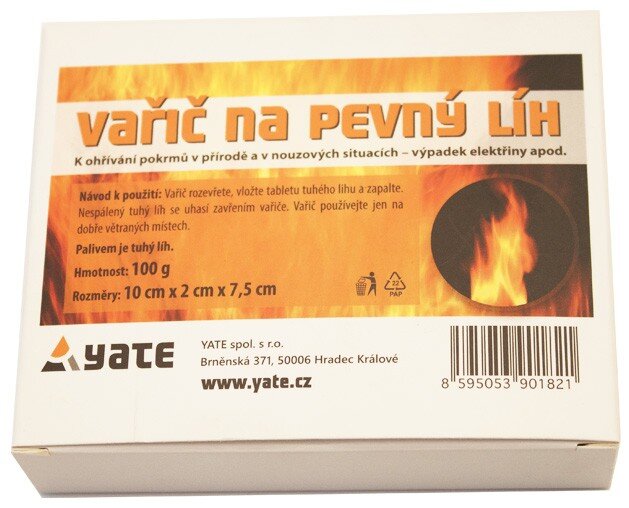 vařič na pevný líh
K ohřívání pokrmů v přírodě a v nouzových situacích – výpadek elektřiny apod.
Návod k použití: Vařič rozevřete, vložte tabletu tuhého lihu a zapalte.
Nespálený tuhý líh se uhasí zavřením vařiče. Vařič používejte jen na
dobře větraných místech.
Palivem je tuhý líh.
Hmotnost: 100 g
Rozměry: 10 cm x 2 cm x 7,5 cm
22
PAP
YATE
YATE spol. s r.o.
Brněnská 371, 50006 Hradec Králové
www.yate.cz
8 595053 901821